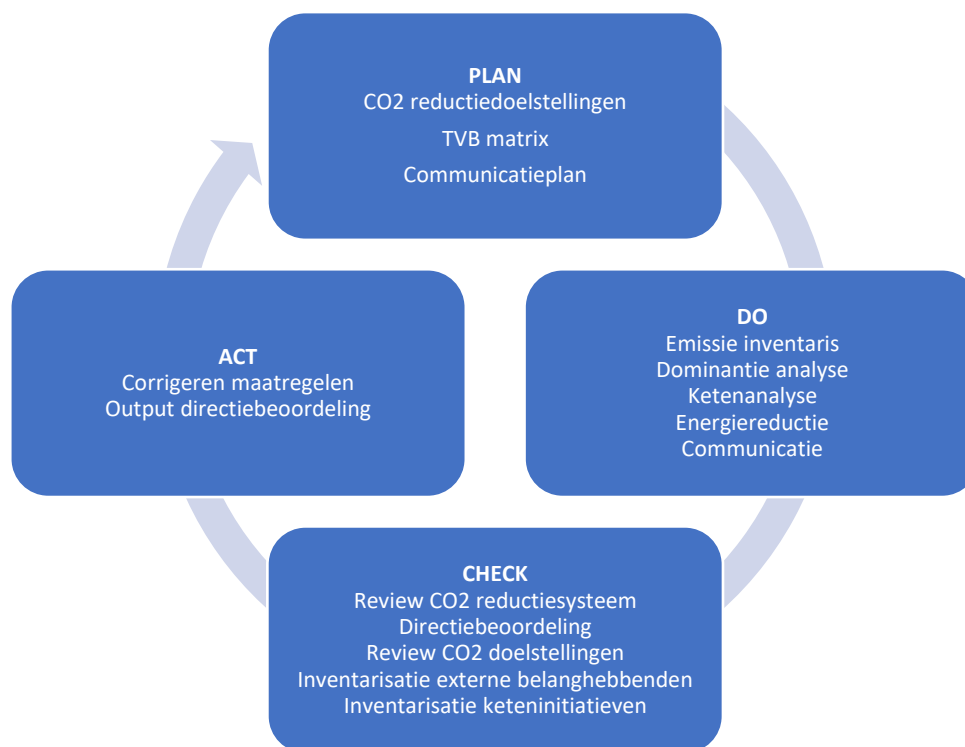 PLAN
CO2 reductiedoelstellingen
TVB matrix
Communicatieplan
DO
Emissie inventaris
Dominantie analyse
Ketenanalyse
Energiereductie
Communicatie
CHECK
Review CO2 reductiesysteem
Directiebeoordeling
Review CO2 doelstellingen
Inventarisatie externe belanghebbenden
Inventarisatie keteninitiatieven
ACT
Corrigeren maatregelen
Output directiebeoordeling